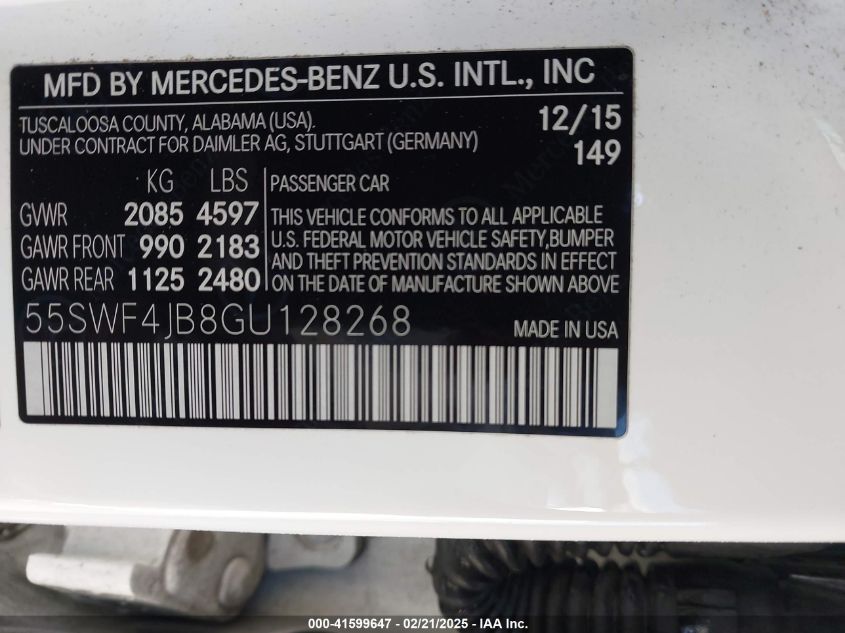 MFD BY MERCEDES-BENZ U.S. INTL., INC
TUSCALOOSA COUNTY, ALABAMA (USA).
UNDER CONTRACT FOR DAIMLER AG, STUTTGART (GERMANY)
12/15
149
KG LBS
GVWR 2085 4597
GAWR FRONT 990 2183
GAWR REAR 1125 2480
PASSENGER CAR
THIS VEHICLE CONFORMS TO ALL APPLICABLE
U.S. FEDERAL MOTOR VEHICLE SAFETY, BUMPER
AND THEFT PREVENTION STANDARDS IN EFFECT
ON THE DATE OF MANUFACTURE SHOWN ABOVE
55SWF4JB8GU128268
MADE IN USA
000-41599647 - 02/21/2025 - IAA Inc.